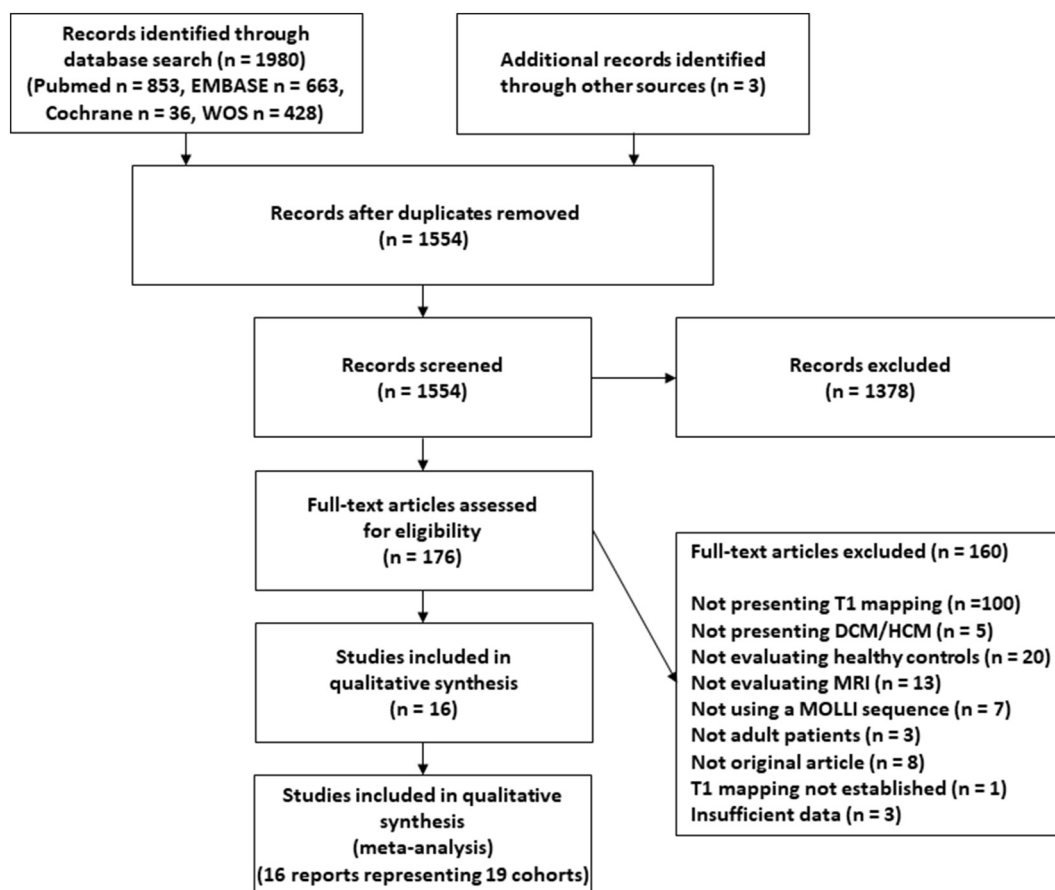 Records identified through
database search (n = 1980)
(Pubmed n = 853, EMBASE n = 663,
Cochrane n = 36, WOS n = 428)
Additional records identified
through other sources (n = 3)
Records after duplicates removed
(n = 1554)
Records screened
(n = 1554)
Records excluded
(n = 1378)
Full-text articles assessed
for eligibility
(n = 176)
Full-text articles excluded (n = 160)
Not presenting T1 mapping (n =100)
Not presenting DCM/HCM (n = 5)
Not evaluating healthy controls (n = 20)
Not evaluating MRI (n = 13)
Not using a MOLLI sequence (n = 7)
Not adult patients (n = 3)
Not original article (n = 8)
T1 mapping not established (n = 1)
Insufficient data (n = 3)
Studies included in
qualitative synthesis
(n = 16)
Studies included in qualitative
synthesis
(meta-analysis)
(16 reports representing 19 cohorts)